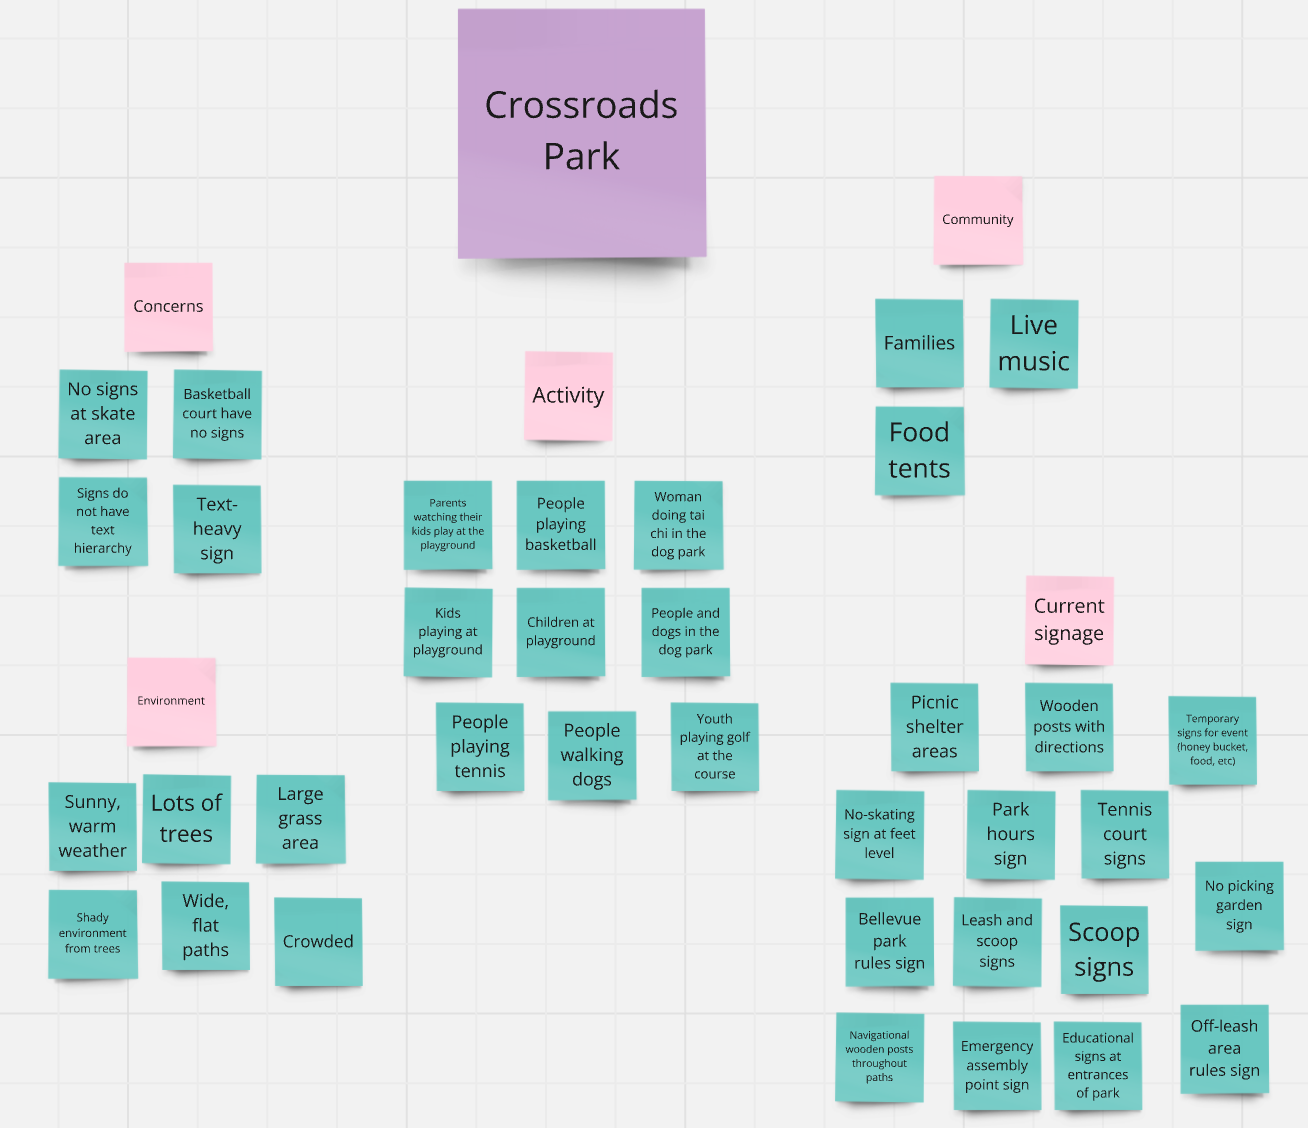 Crossroads
Park
Concerns
No signs
at skate
area
Basketball
court have
no signs
Signs do
not have
text
hierarchy
Text-
heavy
sign
Environment
Sunny,
warm
weather
Lots of
trees
Large
grass
area
Shady
environment
from trees
Wide,
flat
paths
Crowded
Activity
Parents
watching their
kids play at the
playground
People
playing
basketball
Woman
doing tai
chi in the
dog park
Kids
playing at
playground
Children at
playground
People and
dogs in the
dog park
People
playing
tennis
People
walking
dogs
Youth
playing golf
at the
course
Community
Families
Live
music
Food
tents
Current
signage
Picnic
shelter
areas
Wooden
posts with
directions
Temporary
signs for event
(honey bucket,
food, etc)
No-skating
sign at feet
level
Park
hours
sign
Tennis
court
signs
No picking
garden
sign
Bellevue
park
rules sign
Leash and
scoop
signs
Scoop
signs
Navigational
wooden posts
throughout
paths
Emergency
assembly
point sign
Educational
signs at
entrances
of park
Off-leash
area
rules sign